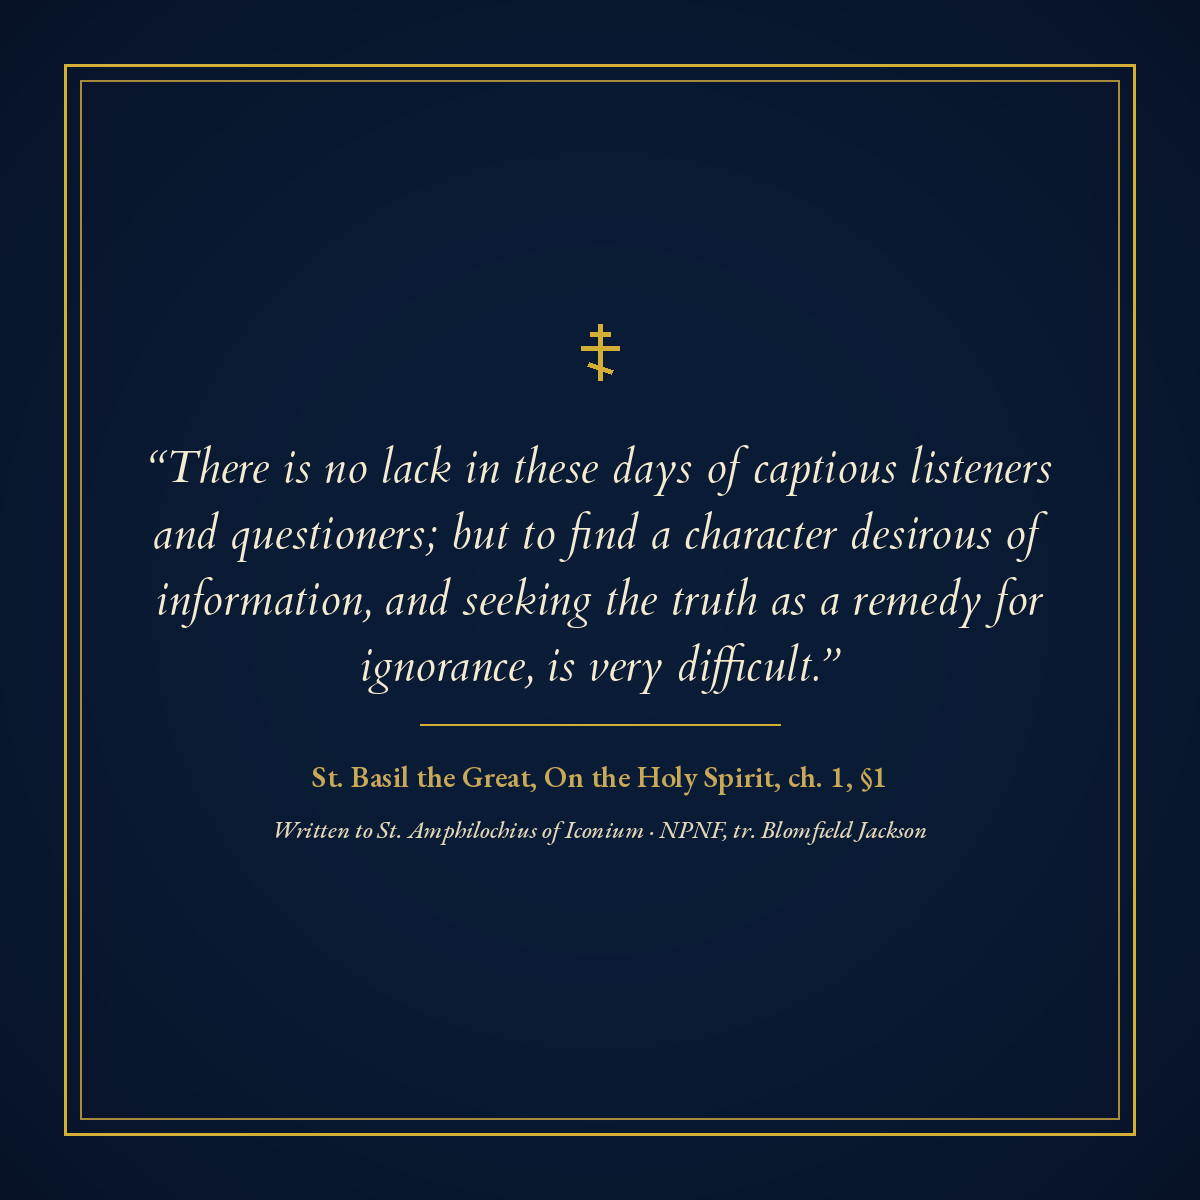 “There is no lack in these days of captious listeners
and questioners; but to find a character desirous of
information, and seeking the truth as a remedy for
ignorance, is very difficult.”
St. Basil the Great, On the Holy Spirit, ch. 1, §1
Written to St. Amphilochius of Iconium · NPNF, tr. Blomfield Jackson